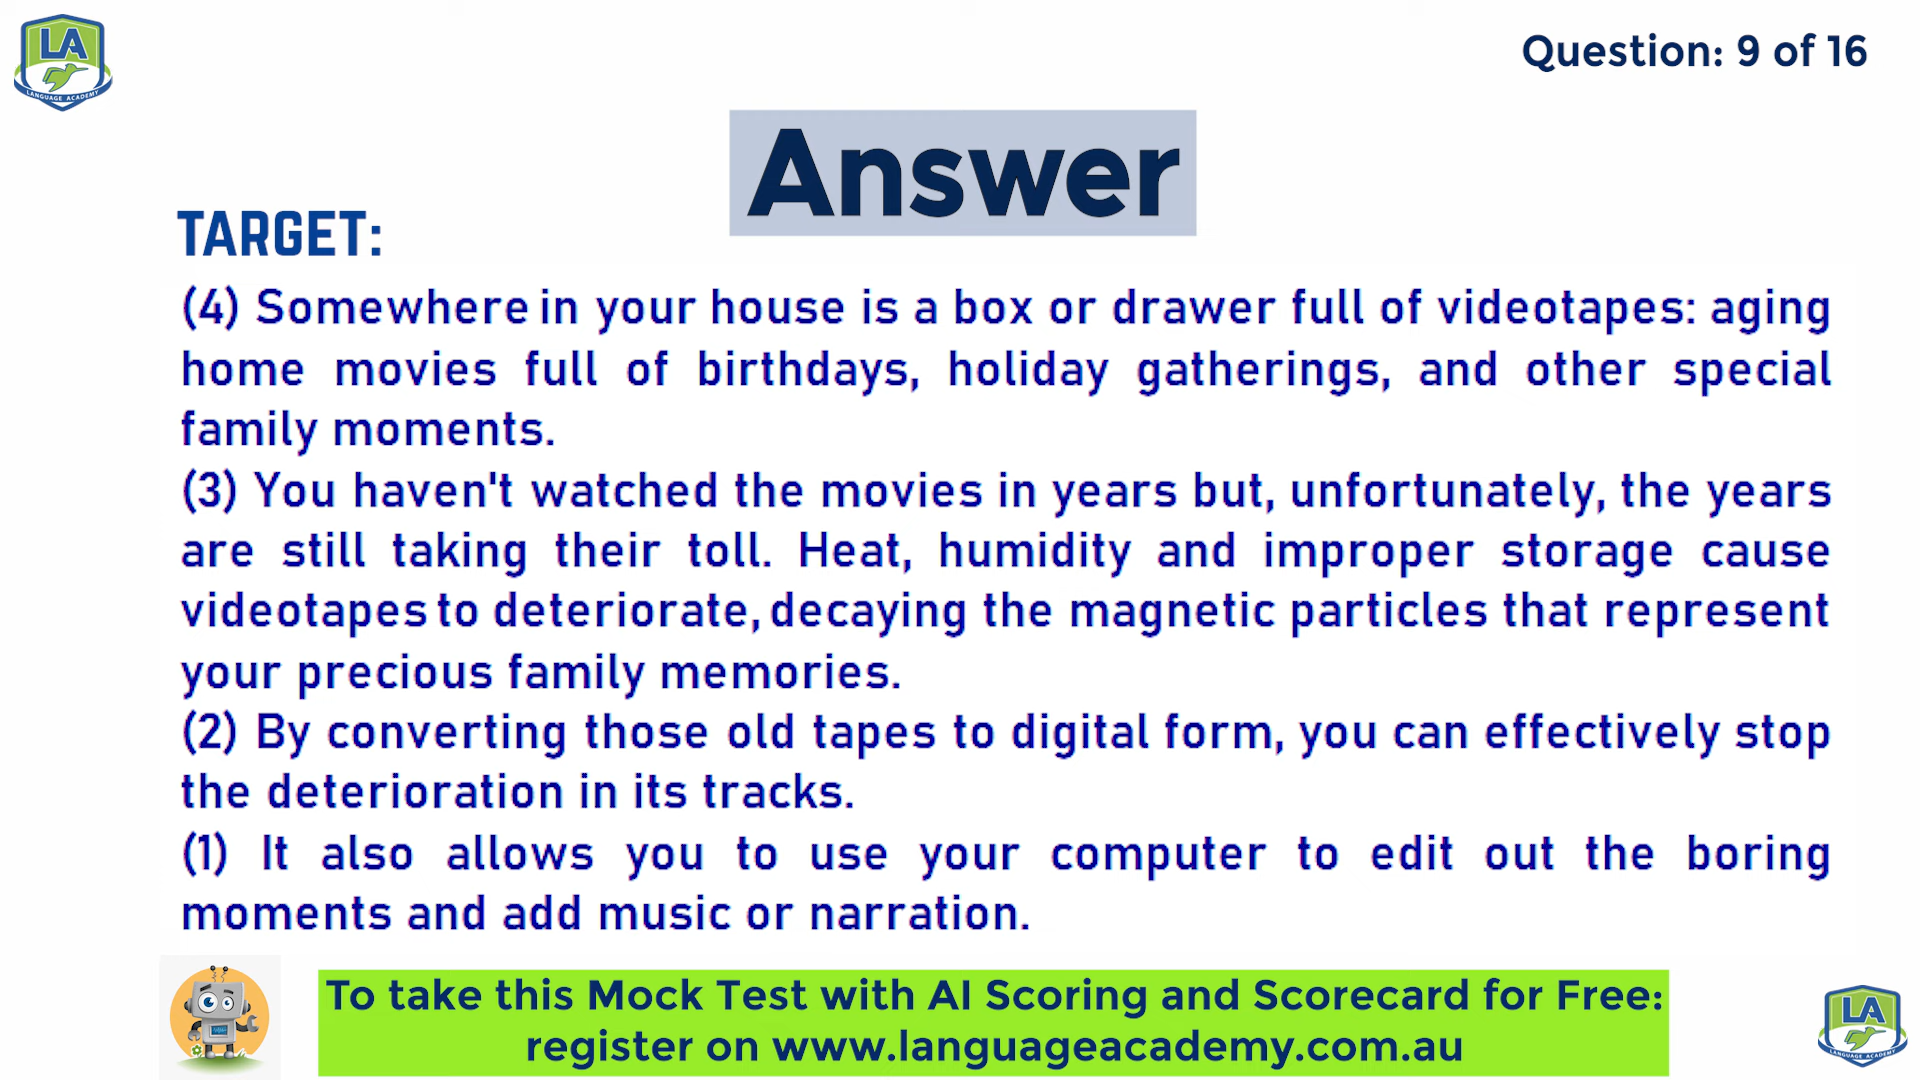 LA
LANGUAGE ACADEMY
Question: 9 of 16
Answer
TARGET:
(4) Somewhere in your house is a box or drawer full of videotapes: aging
home movies full of birthdays, holiday gatherings, and other special
family moments.
(3) You haven't watched the movies in years but, unfortunately, the years
are still taking their toll. Heat, humidity and improper storage cause
videotapes to deteriorate, decaying the magnetic particles that represent
your precious family memories.
(2) By converting those old tapes to digital form, you can effectively stop
the deterioration in its tracks.
(1) It also allows you to use your computer to edit out the boring
moments and add music or narration.
To take this Mock Test with AI Scoring and Scorecard for Free:
register on www.languageacademy.com.au
LA
LANGUAGE ACADEMY